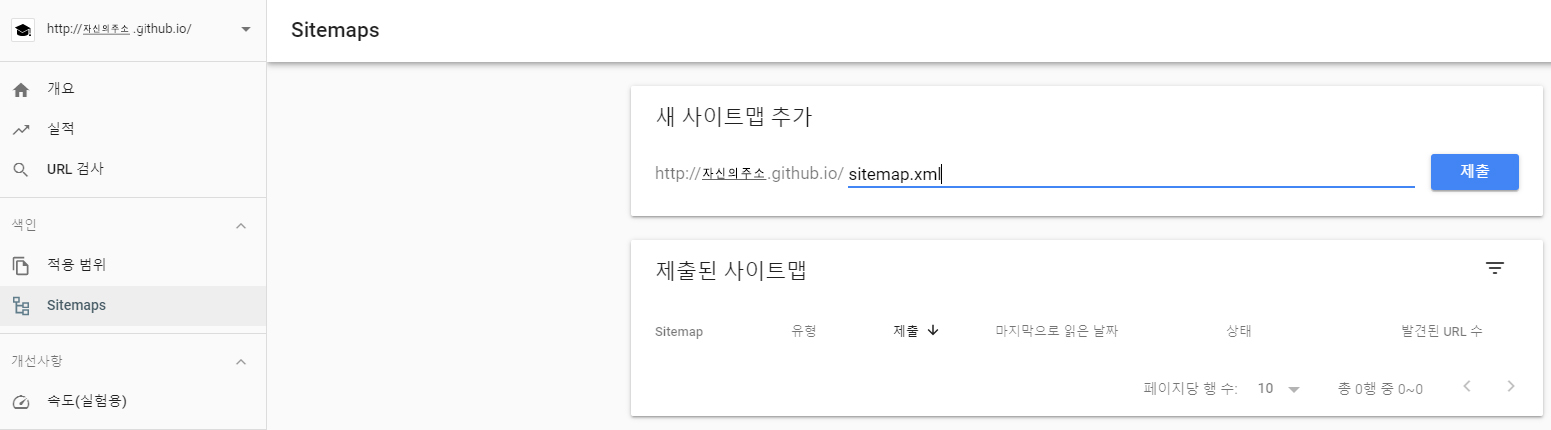 http://자신의주소 .github.io/
Sitemaps
개요
실적
URL 검사
색인
적용 범위
Sitemaps
개선사항
속도(실험용)
새 사이트맵 추가
http://자신의주소.github.io/ sitemap.xml
제출
제출된 사이트맵
Sitemap 유형 제출 마지막으로 읽은 날짜 상태 발견된 URL 수
페이지당 행 수: 10 총 0행 중 0~0